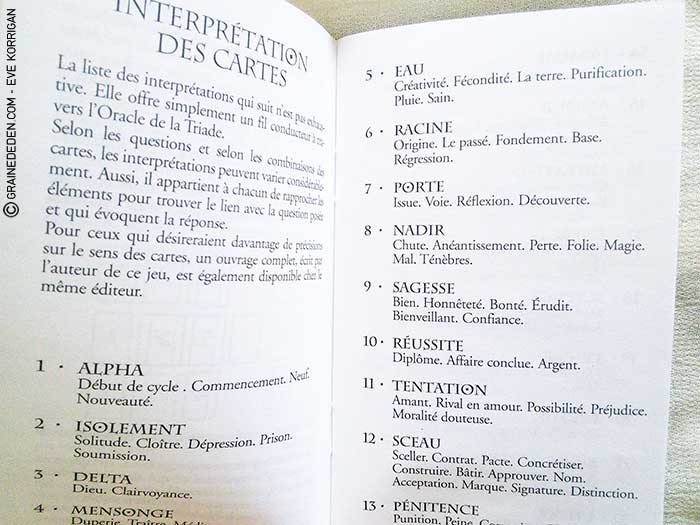 © GRAINEDEDEN.COM - EVE KORRIGAN
INTERPRÉTATION
DES CARTES
La liste des interprétations qui suit n'est pas exhaus-
tive. Elle offre simplement un fil conducteur à tra-
vers l'Oracle de la Triade.
Selon les questions et selon les combinaisons des
cartes, les interprétations peuvent varier considérable-
ment. Aussi, il appartient à chacun de rapprocher les
éléments pour trouver le lien avec la question posée
et qui évoquent la réponse.
Pour ceux qui désireraient davantage de précisions
sur le sens des cartes, un ouvrage complet, écrit par
l'auteur de ce jeu, est également disponible chez le
même éditeur.
1 • ALPHA
Début de cycle . Commencement. Neuf.
Nouveauté.
2 • ISOLEMENT
Solitude. Cloître. Dépression. Prison.
Soumission.
3 • DELTA
Dieu. Clairvoyance.
4 • MENSONGE
Duperie. Traître.
5 • EAU
Créativité. Fécondité. La terre. Purification.
Pluie. Sain.
6 • RACINE
Origine. Le passé. Fondement. Base.
Régression.
7 • PORTE
Issue. Voie. Réflexion. Découverte.
8 • NADIR
Chute. Anéantissement. Perte. Folie. Magie.
Mal. Ténèbres.
9 • SAGESSE
Bien. Honnêteté. Bonté. Érudit.
Bienveillant. Confiance.
10 • RÉUSSITE
Diplôme. Affaire conclue. Argent.
11 • TENTATION
Amant. Rival en amour. Possibilité. Préjudice.
Moralité douteuse.
12 • SCEAU
Sceller. Contrat. Pacte. Concrétiser.
Construire. Bâtir. Approuver. Nom.
Acceptation. Marque. Signature. Distinction.
13 • PÉNITENCE
Punition. Peine.